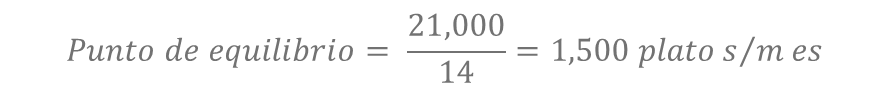 Punto de equilibrio = 21,000 / 14 = 1,500 plato s/m es